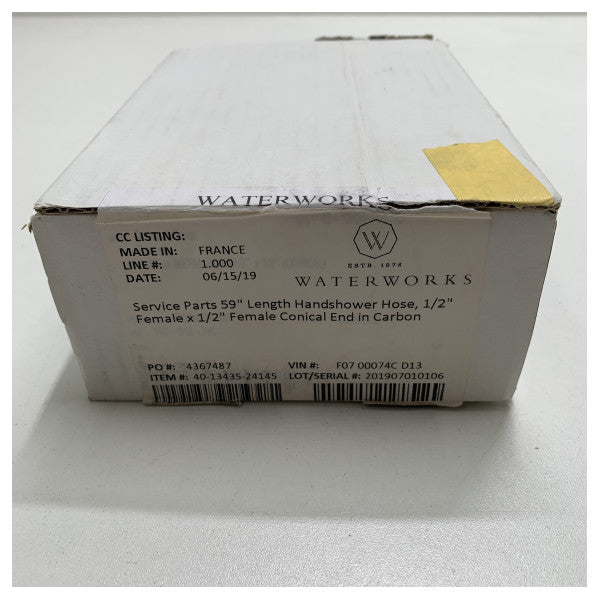 WATERWORKS
CC LISTING:
MADE IN: FRANCE
LINE #: 1.000
DATE: 06/15/19
W
ESTD. 1978
WATERWORKS
Service Parts 59" Length Handshower Hose, 1/2"
Female x 1/2" Female Conical End in Carbon
PO #: 4367487 VIN #: F07 00074C D13
ITEM #: 40-13435-24145 LOT/SERIAL #: 201907010106